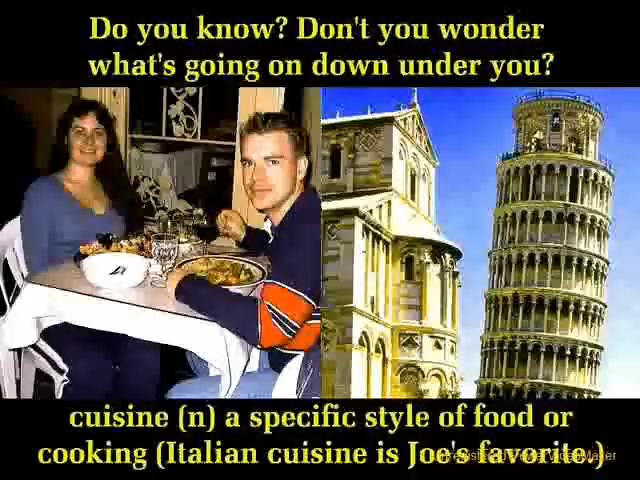 Do you know? Don't you wonder
what's going on down under you?
cuisine (n) a specific style of food or
cooking (Italian cuisine is Joe's favorite.)